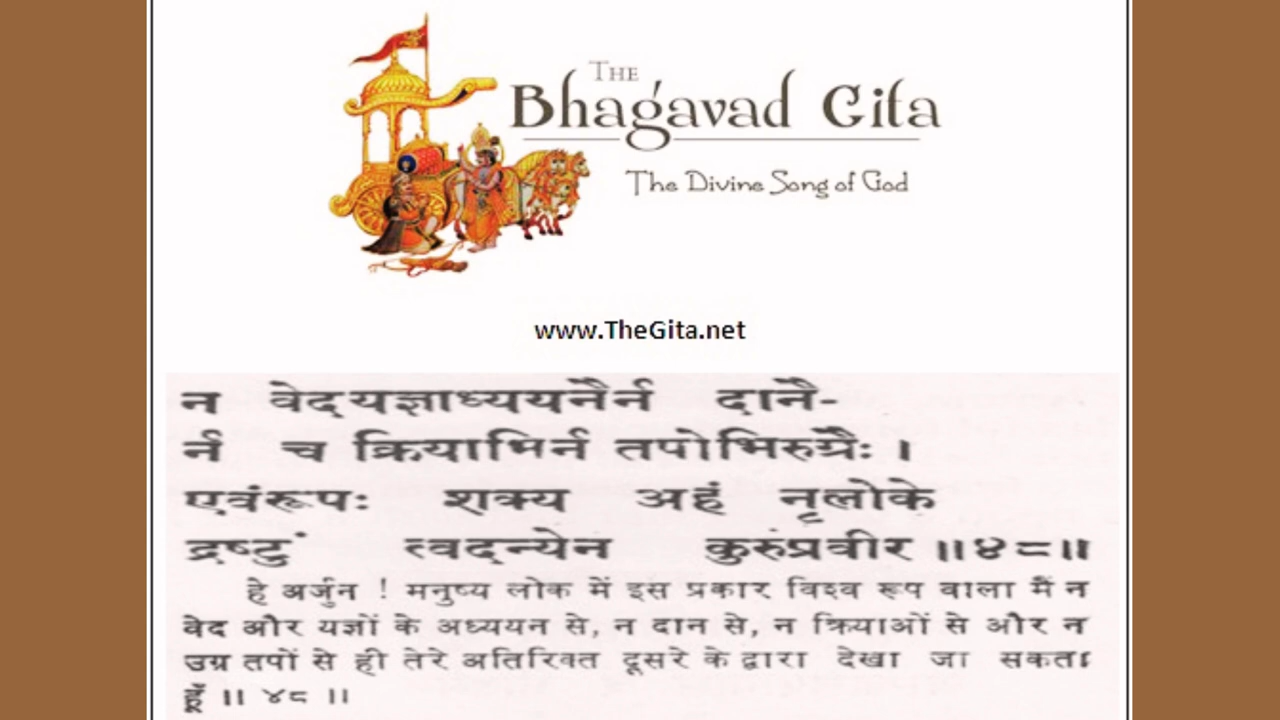 THE
Bhagavad Gita
The Divine Song of God
www.TheGita.net
न वेदयज्ञाध्ययनैर्न दानै-
र्न च क्रियाभिर्न तपोभिरुग्रैः ।
एवंरूपः शक्य अहं नृलोके
द्रष्टुं त्वदन्येन कुरुप्रवीर ॥ ४८ ॥
हे अर्जुन ! मनुष्य लोक में इस प्रकार विश्व रूप वाला मैं न
वेद और यज्ञों के अध्ययन से, न दान से, न क्रियाओं से और न
उग्र तपों से ही तेरे अतिरिक्त दूसरे के द्वारा देखा जा सकता
हूँ ॥ ४८ ॥